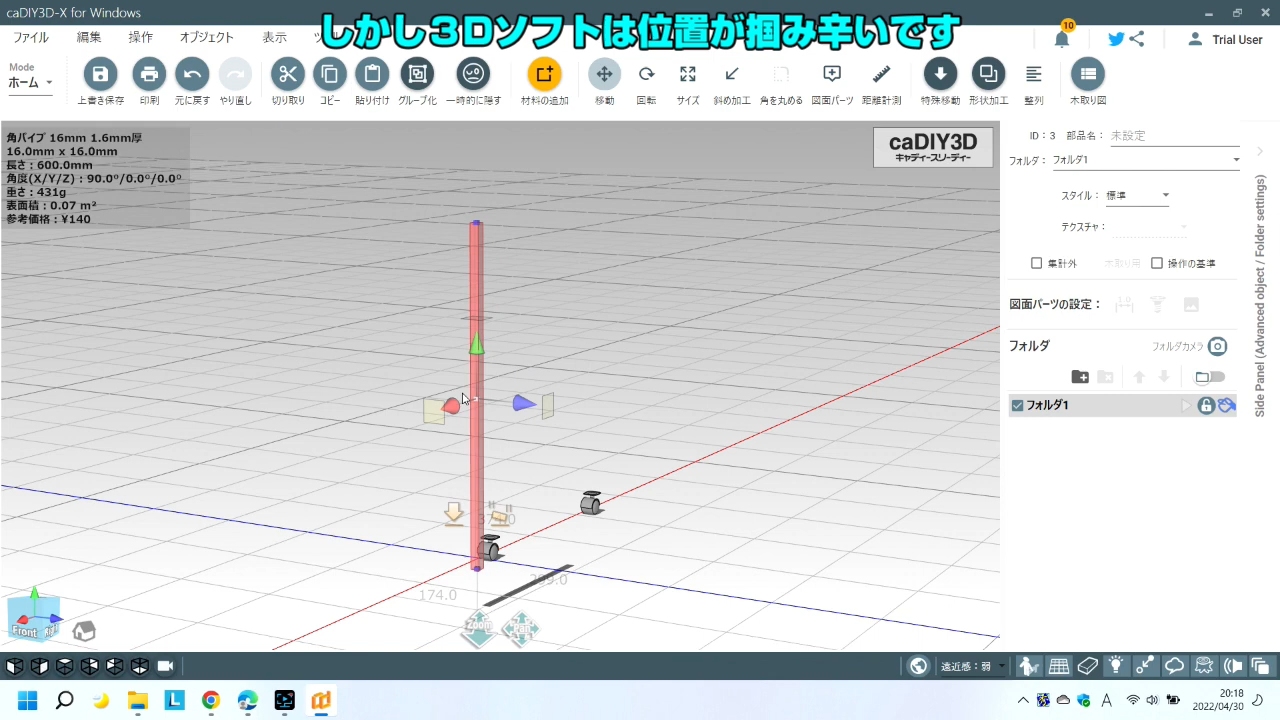 caDIY3D-X for Windows
しかし３Dソフトは位置が掴み辛いです
ファイル 編集 操作 オブジェクト 表示
10
Trial User
Mode
ホーム
上書き保存 印刷 元に戻す やり直し 切り取り コピー 貼り付け グループ化 一時的に隠す 材料の追加 移動 回転 サイズ 斜め加工 角を丸める 図面パーツ 距離計測 特殊移動 形状加工 整列 木取り図
角パイプ 16mm 1.6mm厚
16.0mm x 16.0mm
長さ : 600.0mm
角度(X/Y/Z) : 90.0°/0.0°/0.0°
重さ : 431g
表面積 : 0.07 m²
参考価格 : ¥140
caDIY3D
キャディースリーディー
ID : 3 部品名 : 未設定
フォルダ : フォルダ1
スタイル : 標準
テクスチャ :
集計外 木取り用 操作の基準
図面パーツの設定 :
1.0
フォルダ フォルダカメラ
フォルダ1
Side Panel (Advanced object / Folder settings)
174.0
299.0
Zoom Pan
Front
遠近感 : 弱
A
20:18
2022/04/30